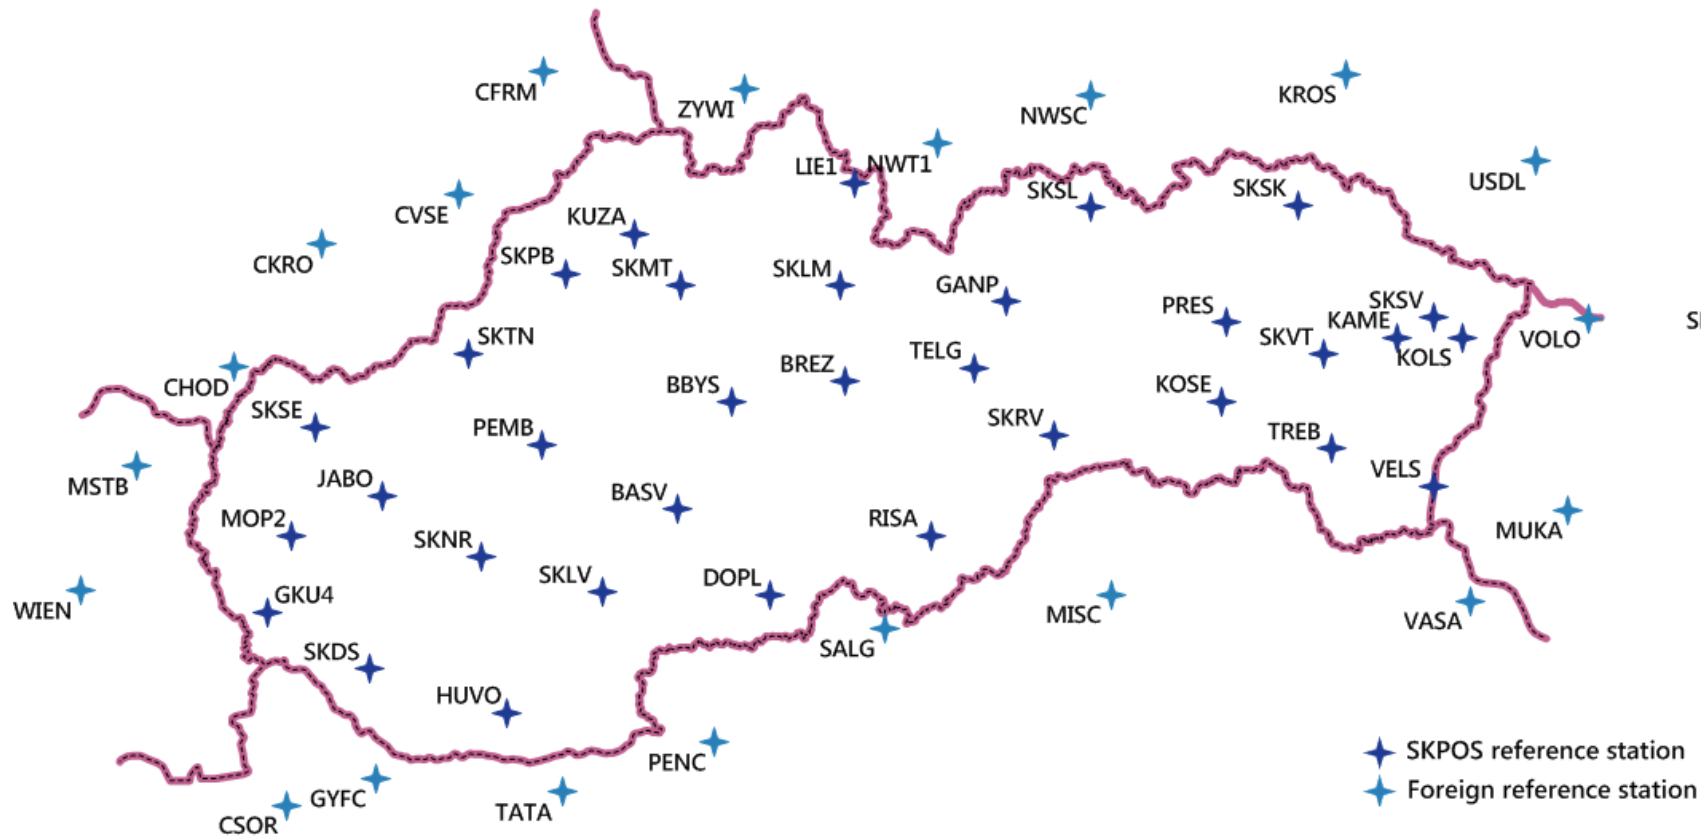 CFRM
ZYWI
NWSC
KROS
LIE1
NWT1
USDL
CVSE
KUZA
SKSL
SKSK
CKRO
SKPB
SKMT
SKLM
GANP
PRES
SKSV
KAME
SKVT
KOLS
VOLO
SKTN
CHOD
BBYS
BREZ
TELG
KOSE
SKSE
PEMB
SKRV
TREB
MSTB
JABO
BASV
VELS
MOP2
SKNR
RISA
MUKA
WIEN
GKU4
SKLV
DOPL
MISC
VASA
SKDS
SALG
HUVO
PENC
SKPOS reference station
Foreign reference station
GYFC
TATA
CSOR